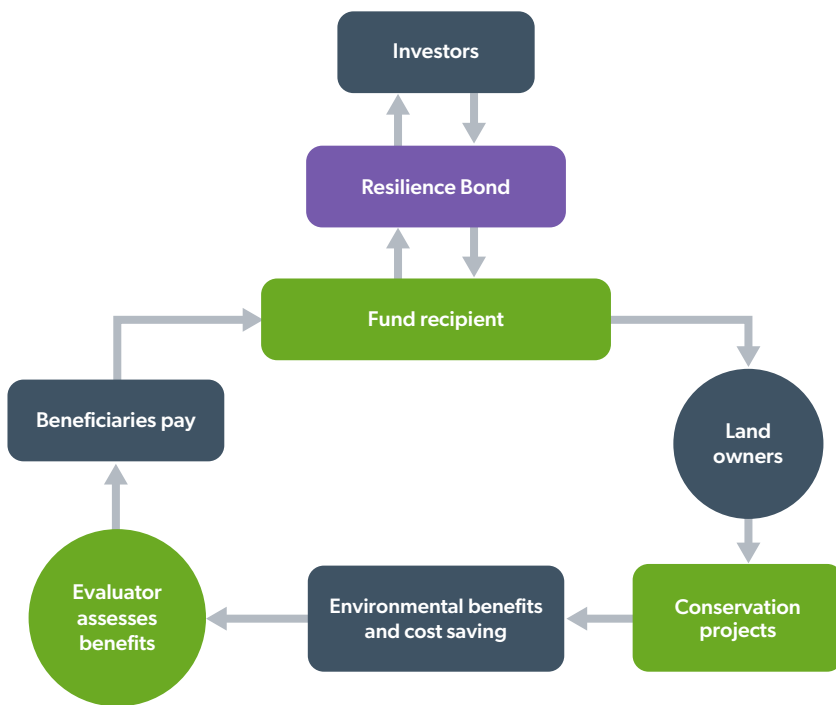 Investors
Resilience Bond
Fund recipient
Beneficiaries pay
Land
owners
Evaluator
assesses
benefits
Environmental benefits
and cost saving
Conservation
projects